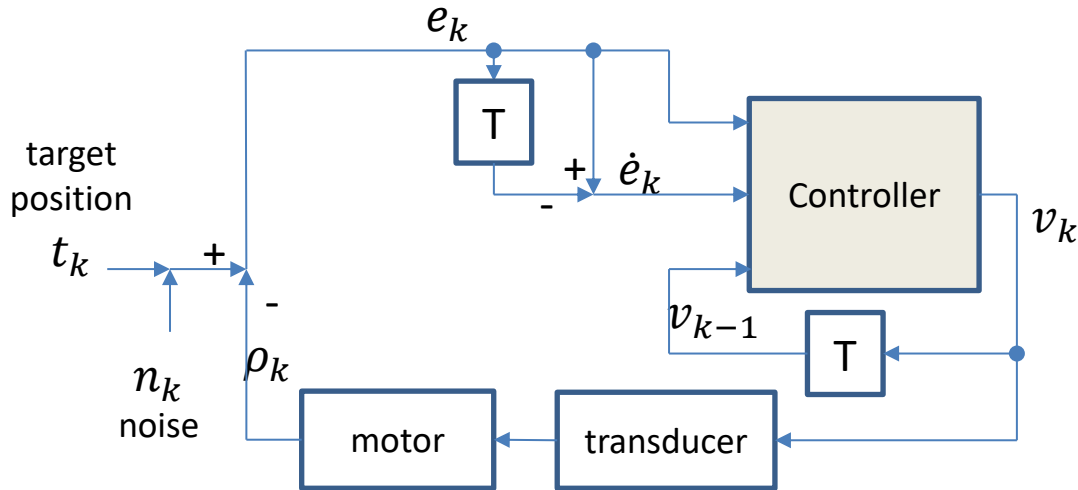 e_k
T
target
position
+
ė_k
-
Controller
v_k
t_k
+
-
v_{k-1}
T
n_k
noise
ρ_k
motor
transducer